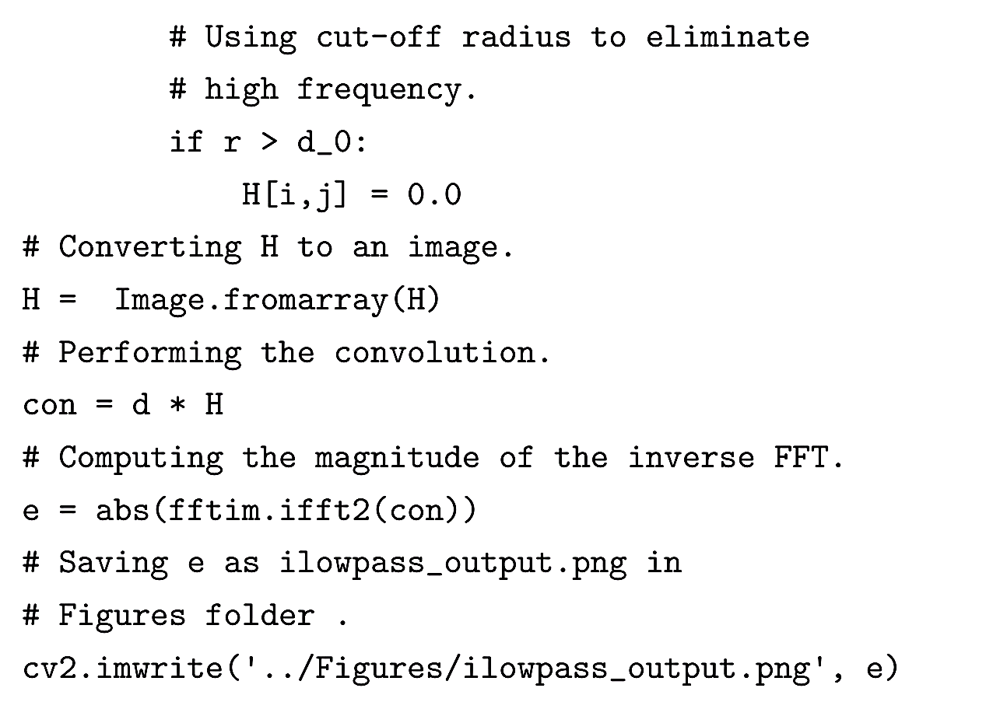 # Using cut-off radius to eliminate
# high frequency.
if r > d_0:
H[i,j] = 0.0
# Converting H to an image.
H =  Image.fromarray(H)
# Performing the convolution.
con = d * H
# Computing the magnitude of the inverse FFT.
e = abs(fftim.ifft2(con))
# Saving e as ilowpass_output.png in
# Figures folder .
cv2.imwrite('../Figures/ilowpass_output.png', e)